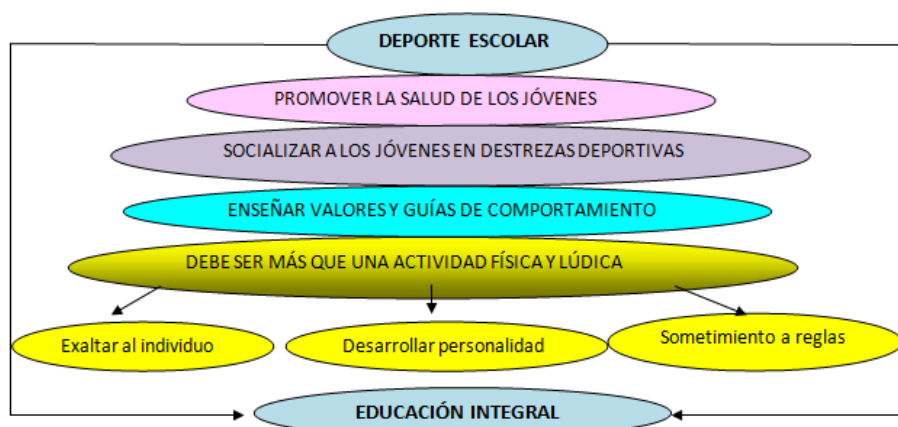 DEPORTE ESCOLAR
PROMOVER LA SALUD DE LOS JÓVENES
SOCIALIZAR A LOS JÓVENES EN DESTREZAS DEPORTIVAS
ENSEÑAR VALORES Y GUÍAS DE COMPORTAMIENTO
DEBE SER MÁS QUE UNA ACTIVIDAD FÍSICA Y LÚDICA
Exaltar al individuo
Desarrollar personalidad
Sometimiento a reglas
EDUCACIÓN INTEGRAL